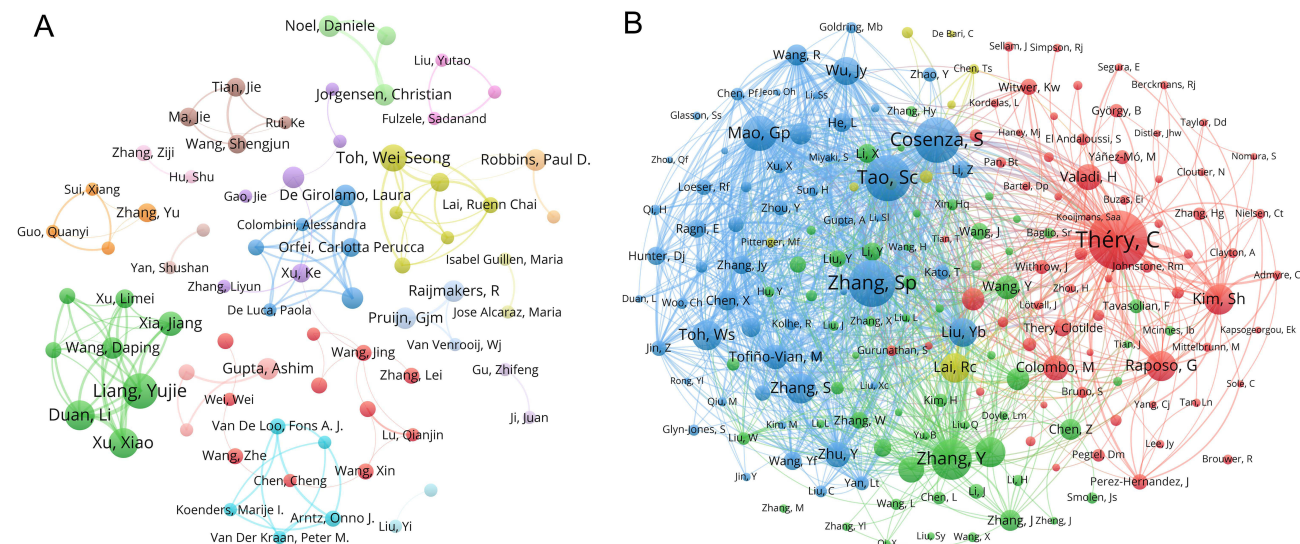 A
Noel, Daniele
Liu, Yutao
Tian, Jie
Jorgensen, Christian
Ma, Jie
Rui, Ke
Fulzele, Sadanand
Wang, Shengjun
Zhang, Ziji
Toh, Wei Seong
Robbins, Paul D.
Hu, Shu
Sui, Xiang
Gao, Jie
De Girolamo, Laura
Lai, Ruenn Chai
Zhang, Yu
Colombini, Alessandra
Guo, Quanyi
Orfei, Carlotta Perucca
Isabel Guillen, Maria
Yan, Shushan
Xu, Ke
Zhang, Liyun
Raijmakers, R
Xu, Limei
De Luca, Paola
Pruijn, Gjm
Jose Alcaraz, Maria
Xia, Jiang
Wang, Daping
Wang, Jing
Van Venrooij, Wj
Gupta, Ashim
Zhang, Lei
Gu, Zhifeng
Liang, Yujie
Wei, Wei
Duan, Li
Ji, Juan
Van De Loo, Fons A. J.
Lu, Qianjin
Xu, Xiao
Wang, Zhe
Wang, Xin
Chen, Cheng
Koenders, Marije I.
Arntz, Onno J.
Liu, Yi
Van Der Kraan, Peter M.
B
Goldring, Mb
De Bari, C
Sellam, J
Simpson, Rj
Wang, R
Wu, Jy
Zhao, Y
Chen, Ts
Segura, E
Witwer, Kw
Berckmans, Rj
Chen, Pf
Jeon, Oh
Li, Ss
Zhang, Hy
Kordelas, L
György, B
Glasson, Ss
He, L
Taylor, Dd
Mao, Gp
Cosenza, S
Haney, Mj
El Andaloussi, S
Distler, Jhw
Zhou, Qf
Xu, X
Miyaki, S
Li, X
Pan, Bt
Yáñez-Mó, M
Nomura, S
Loeser, Rf
Sun, H
Tao, Sc
Li, Z
Bartel, Dp
Valadi, H
Cloutier, N
Qi, H
Zhou, Y
Xin, Hq
Buzas, Ei
Ragni, E
Gupta, A
Li, Sl
Wang, J
Kooijmans, Saa
Zhang, Hg
Nielsen, Ct
Pittenger, Mf
Wang, H
Tian, T
Baglio, Sr
Théry, C
Hunter, Dj
Zhang, Jy
Liu, Y
Li, Y
Kato, T
Withrow, J
Johnstone, Rm
Clayton, A
Admyre, C
Duan, L
Woo, Ch
Chen, X
Hu, Y
Zhang, Sp
Wang, Y
Zhou, H
Lotvall, J
Tavasolian, F
Kim, Sh
Toh, Ws
Kolhe, R
Liu, J
Zhang, X
Liu, L
Liu, Yb
Thery, Clotilde
Mcinnes, Ib
Kapsogeorgou, Ek
Jin, Z
Tofiño-Vian, M
Gurunathan, S
Tian, J
Mittelbrunn, M
Rong, Yl
Zhang, S
Liu, Xc
Lai, Rc
Colombo, M
Raposo, G
Sole, C
Qiu, M
Kim, H
Bruno, S
Yang, Cj
Tan, Ln
Glyn-Jones, S
Liu, W
Kim, M
Li, L
Zhang, W
Yu, B
Liu, Q
Doyle, Lm
Chen, Z
Lee, Jy
Jin, Y
Wang, Yf
Zhu, Y
Zhang, Y
Pegtel, Dm
Brouwer, R
Liu, C
Yan, Lt
Li, H
Li, J
Perez-Hernandez, J
Zhang, M
Wang, L
Chen, L
Smolen, Js
Zhang, Yl
Zhang, J
Zheng, J
Liu, Sy
Wang, X